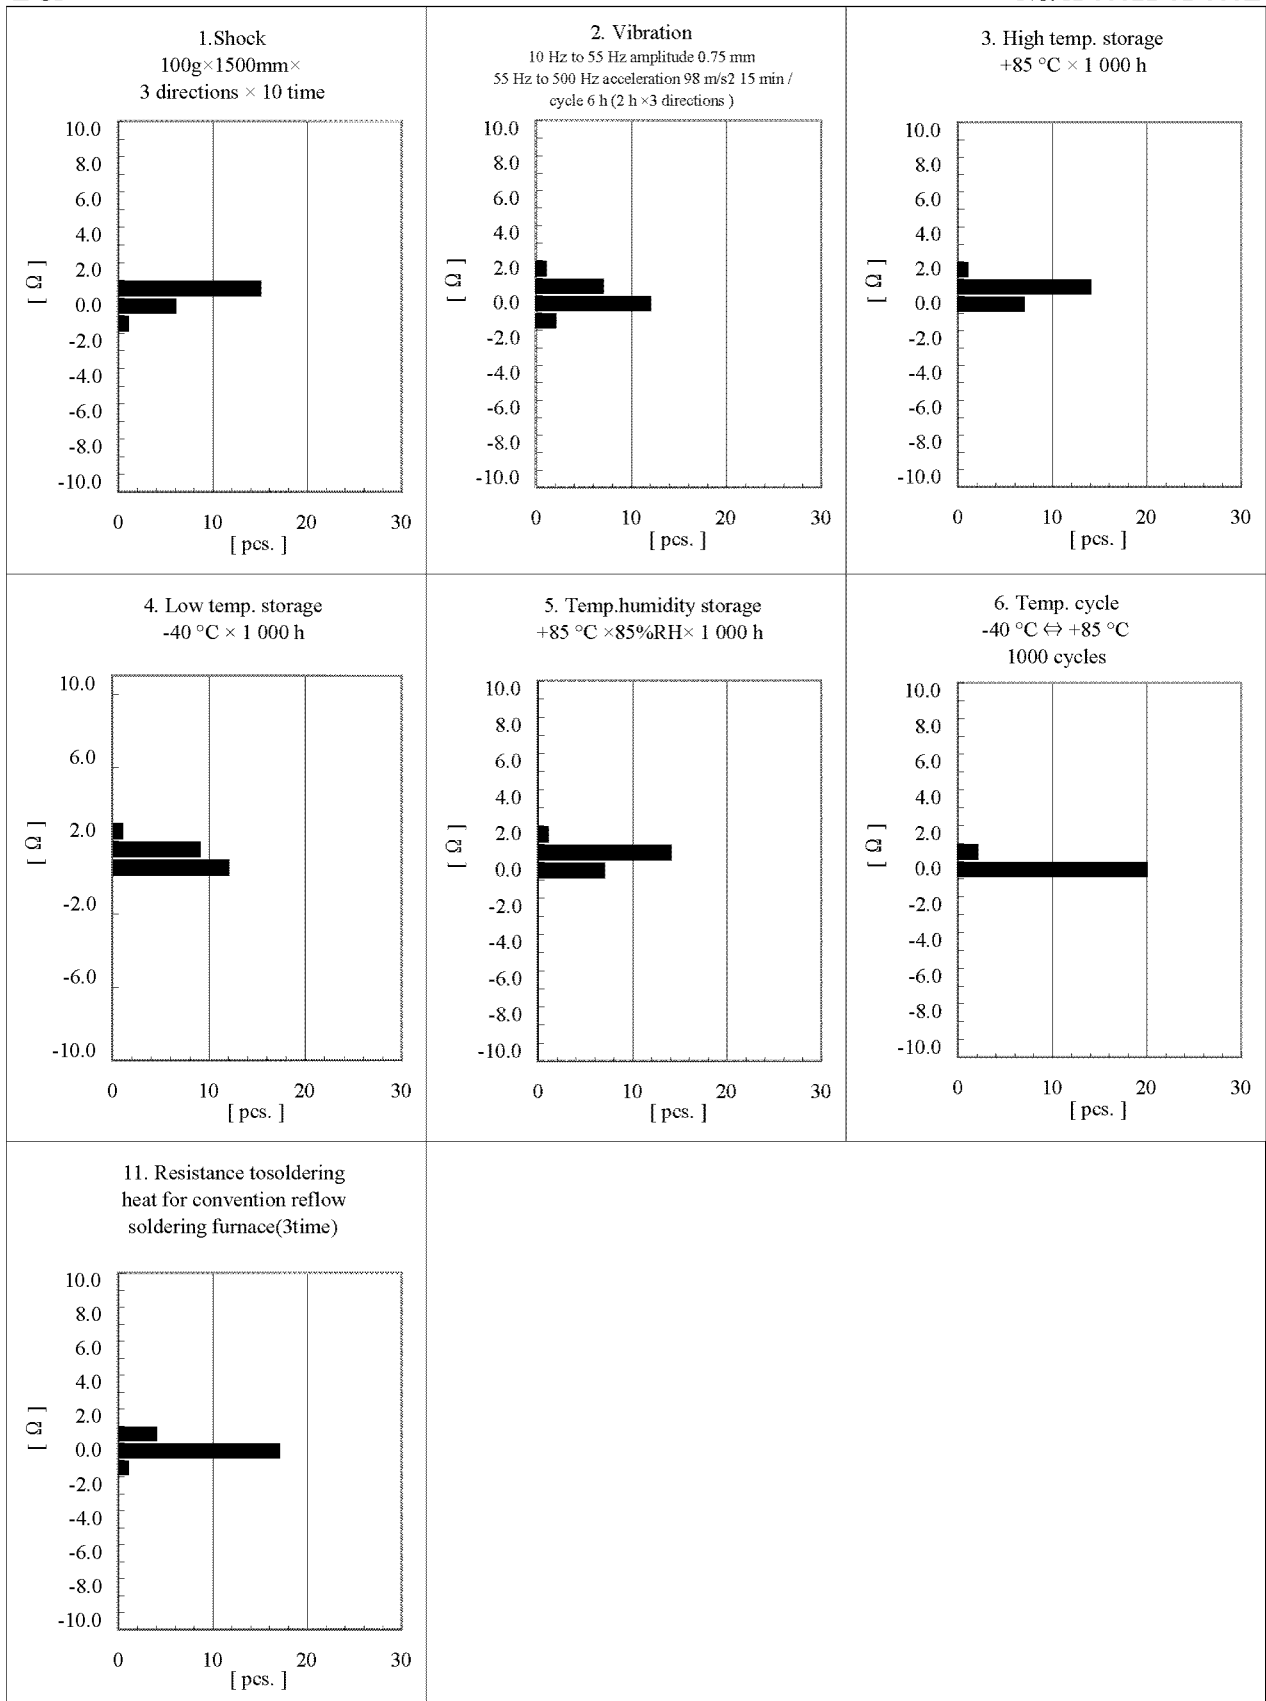 1.Shock
100g×1500mm×
3 directions × 10 time
10.0
8.0
6.0
4.0
2.0
0.0
-2.0
-4.0
-6.0
-8.0
-10.0
[ Ω ]
0 10 20 30
[ pcs. ]
2. Vibration
10 Hz to 55 Hz amplitude 0.75 mm
55 Hz to 500 Hz acceleration 98 m/s2 15 min /
cycle 6 h (2 h ×3 directions )
10.0
8.0
6.0
4.0
2.0
0.0
-2.0
-4.0
-6.0
-8.0
-10.0
[ Ω ]
0 10 20 30
[ pcs. ]
3. High temp. storage
+85 °C × 1 000 h
10.0
8.0
6.0
4.0
2.0
0.0
-2.0
-4.0
-6.0
-8.0
-10.0
[ Ω ]
0 10 20 30
[ pcs. ]
4. Low temp. storage
-40 °C × 1 000 h
10.0
6.0
2.0
-2.0
-6.0
-10.0
[ Ω ]
0 10 20 30
[ pcs. ]
5. Temp.humidity storage
+85 °C ×85%RH× 1 000 h
10.0
8.0
6.0
4.0
2.0
0.0
-2.0
-4.0
-6.0
-8.0
-10.0
[ Ω ]
0 10 20 30
[ pcs. ]
6. Temp. cycle
-40 °C ⇔ +85 °C
1000 cycles
10.0
8.0
6.0
4.0
2.0
0.0
-2.0
-4.0
-6.0
-8.0
-10.0
[ Ω ]
0 10 20 30
[ pcs. ]
11. Resistance tosoldering
heat for convention reflow
soldering furnace(3time)
10.0
8.0
6.0
4.0
2.0
0.0
-2.0
-4.0
-6.0
-8.0
-10.0
[ Ω ]
0 10 20 30
[ pcs. ]